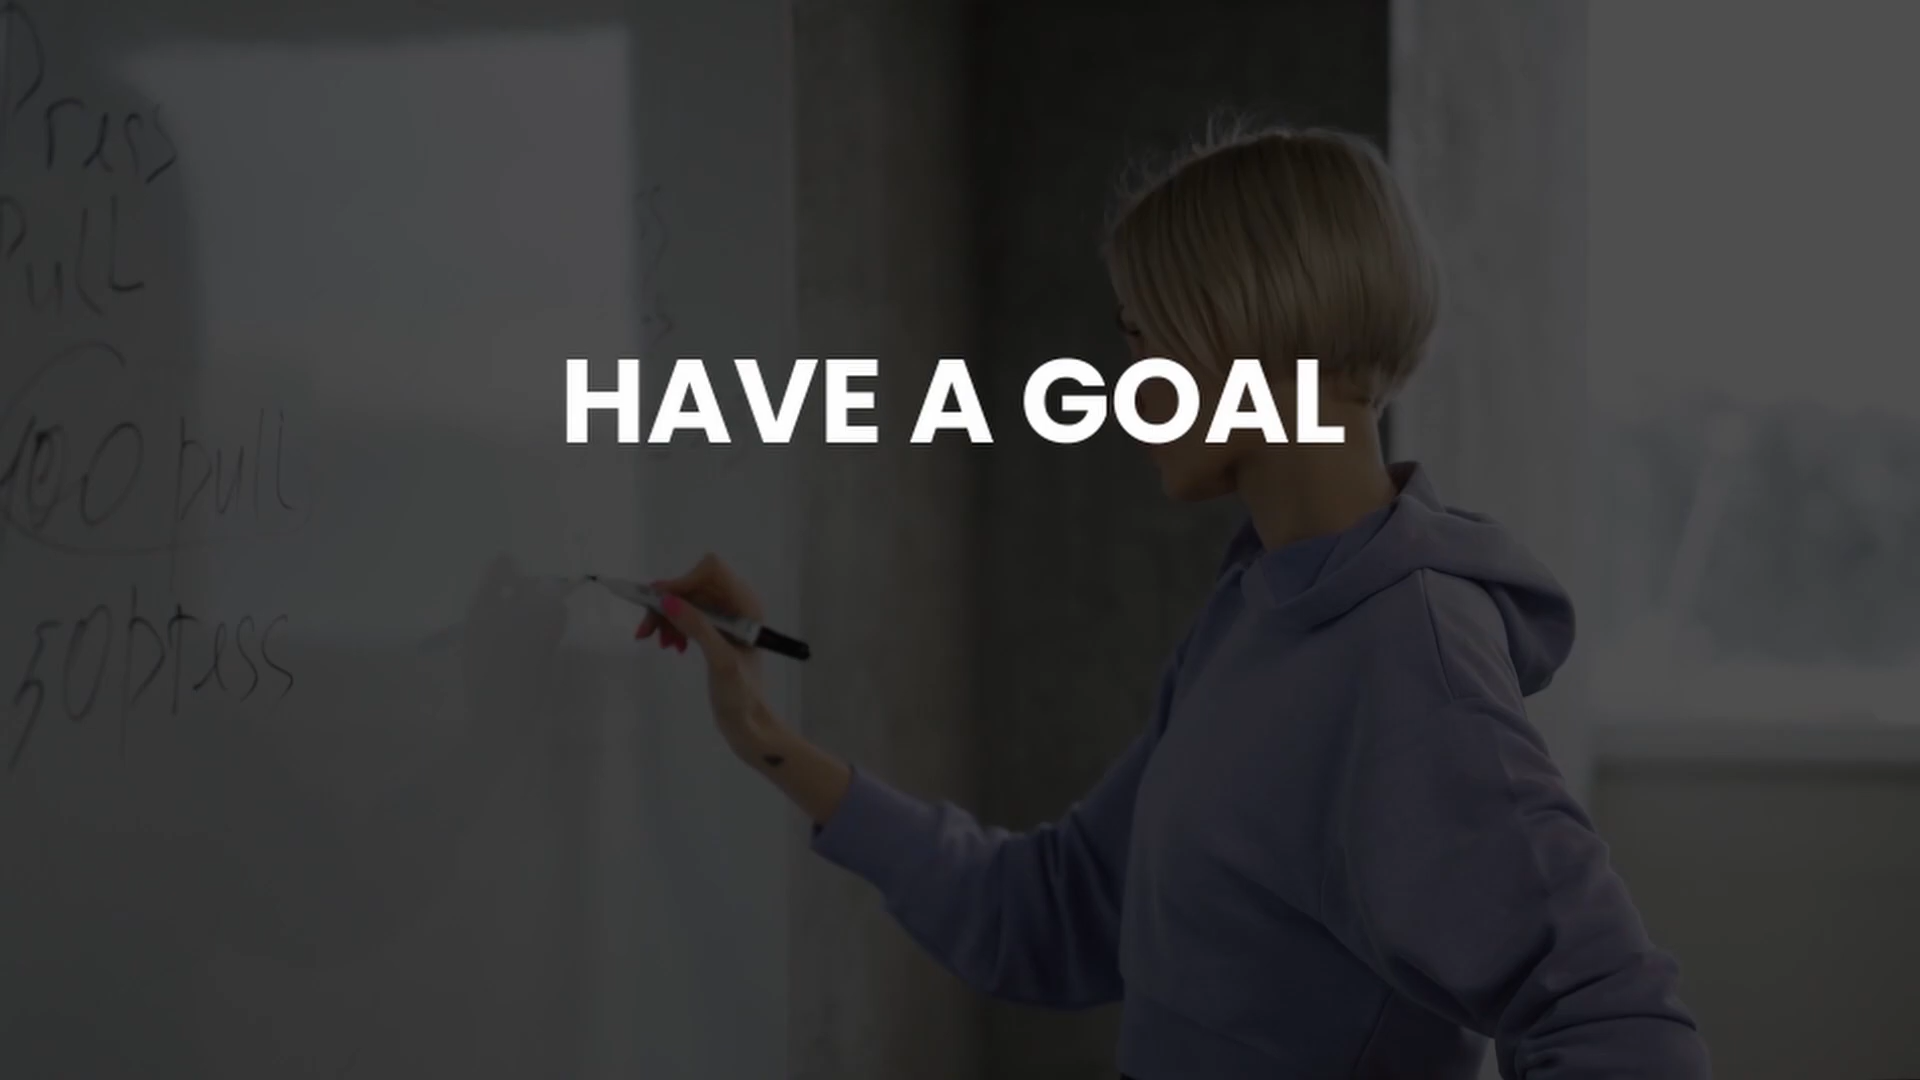 Press
Pull
HAVE A GOAL
100 pull
50 press